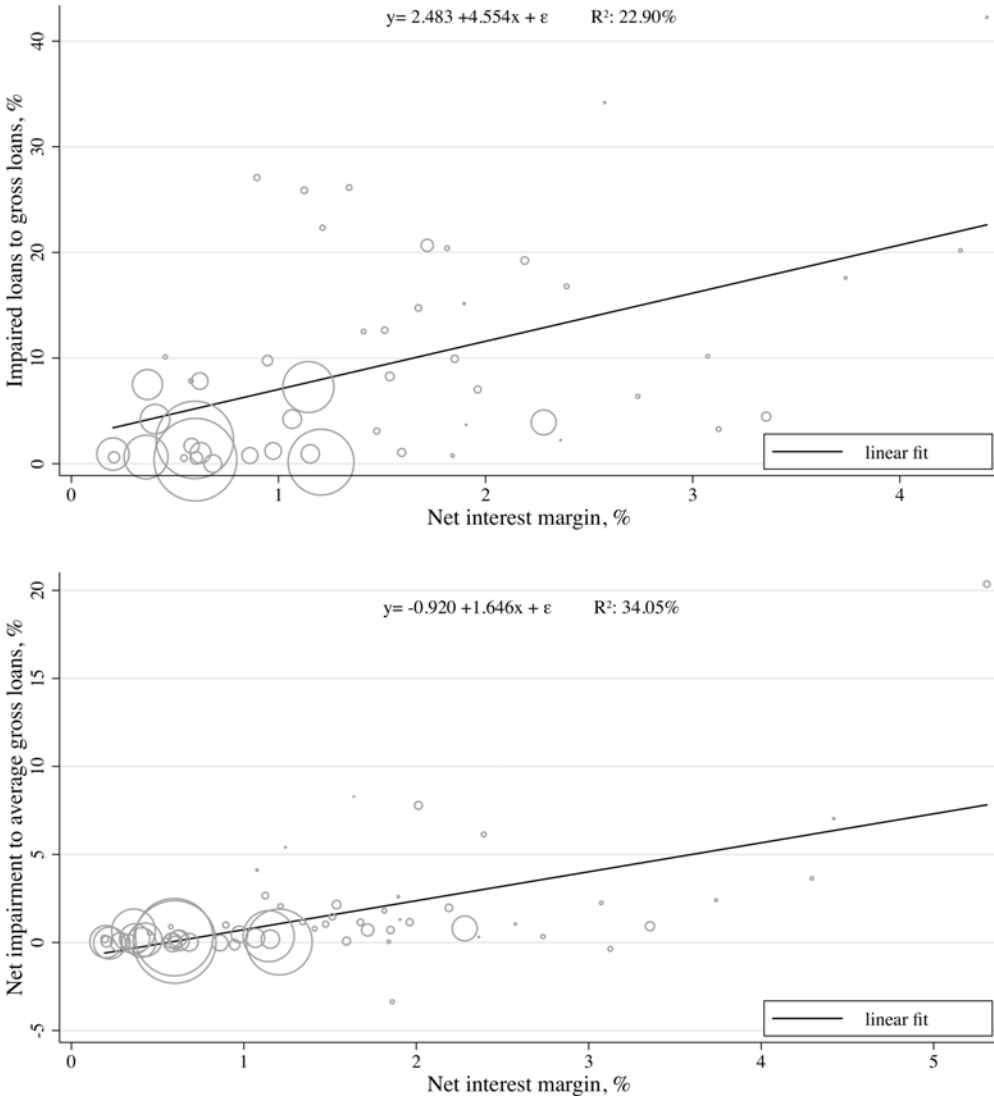 y= 2.483 +4.554x + ε R²: 22.90%
Impaired loans to gross loans, %
40
30
20
10
0
linear fit
0 1 2 3 4
Net interest margin, %
y= -0.920 +1.646x + ε R²: 34.05%
Net impairment to average gross loans, %
20
15
10
5
0
-5
linear fit
0 1 2 3 4 5
Net interest margin, %